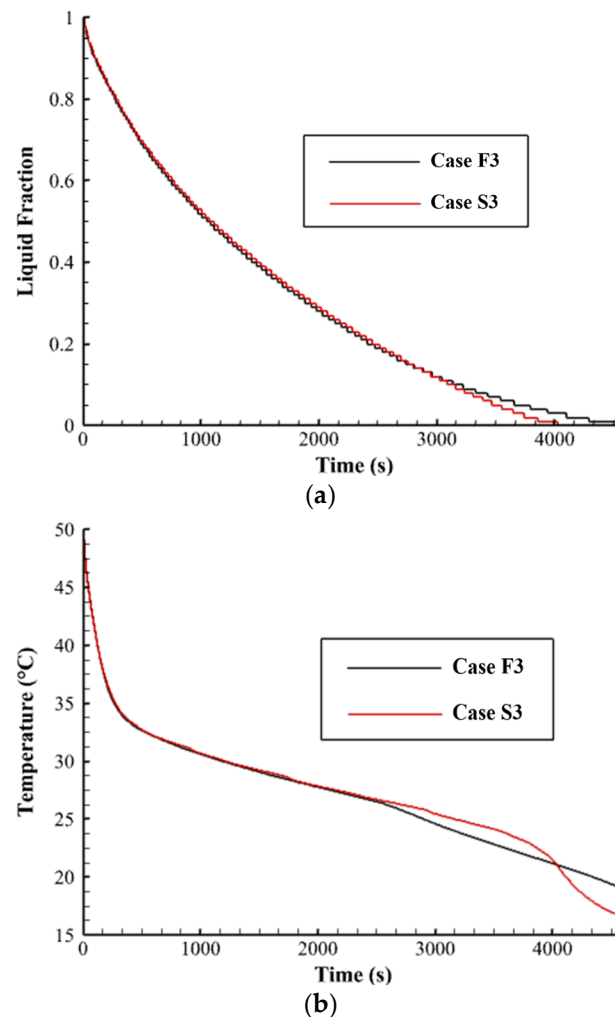 1
0.8
0.6
0.4
0.2
0
Liquid Fraction
Case F3
Case S3
0 1000 2000 3000 4000
Time (s)
(a)
50
45
40
35
30
25
20
15
Temperature (°C)
Case F3
Case S3
0 1000 2000 3000 4000
Time (s)
(b)